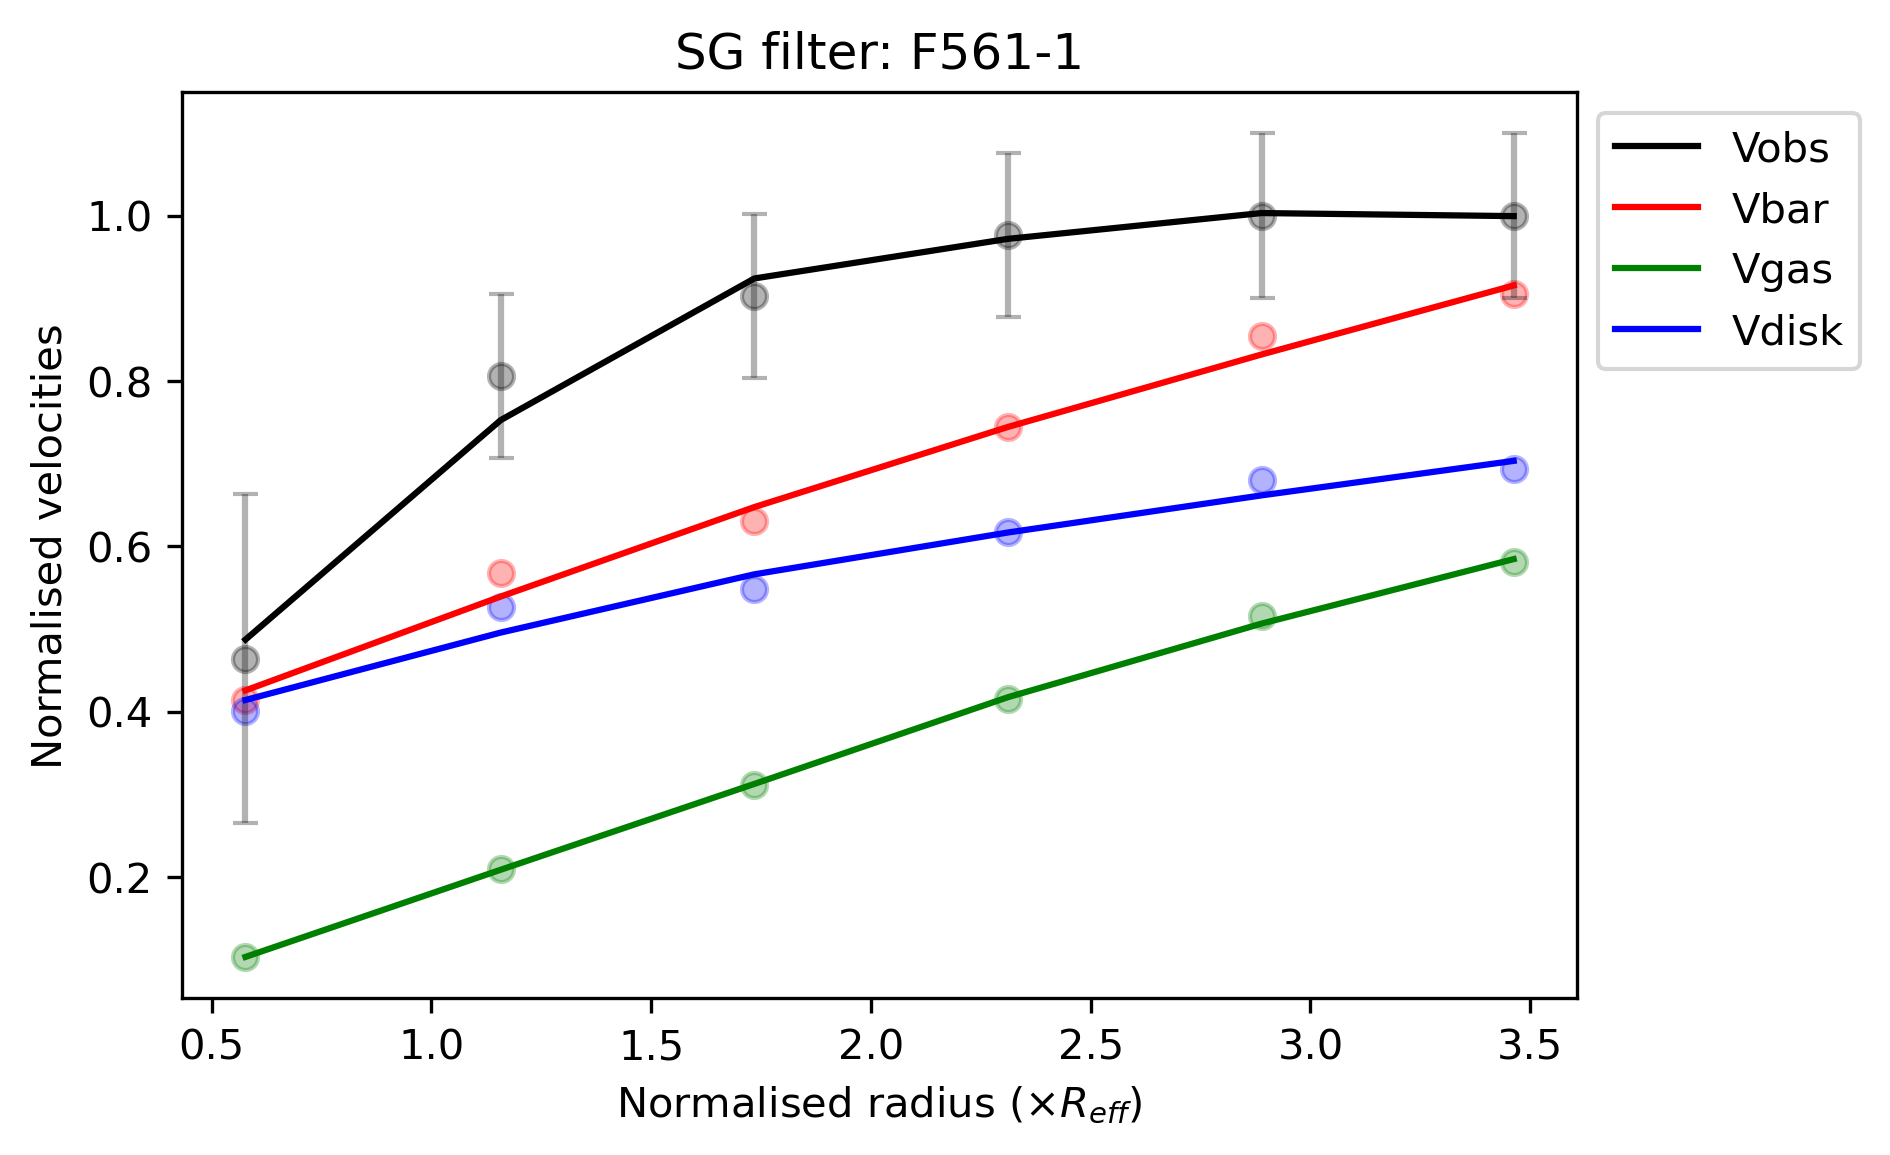 SG filter: F561-1
Vobs
Vbar
Vgas
Vdisk
Normalised velocities
1.0
0.8
0.6
0.4
0.2
0.5 1.0 1.5 2.0 2.5 3.0 3.5
Normalised radius (×R_eff)